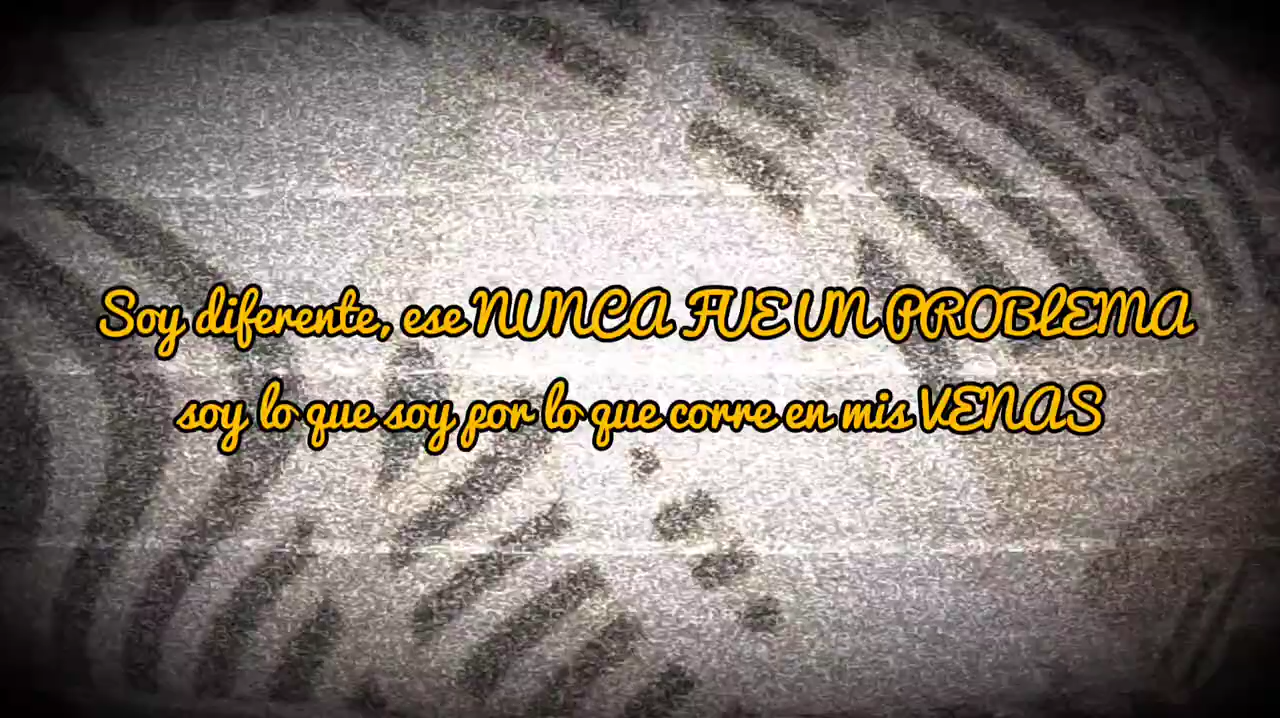 Soy diferente, ese NUNCA FUE UN PROBLEMA
soy lo que soy por lo que corre en mis VENAS